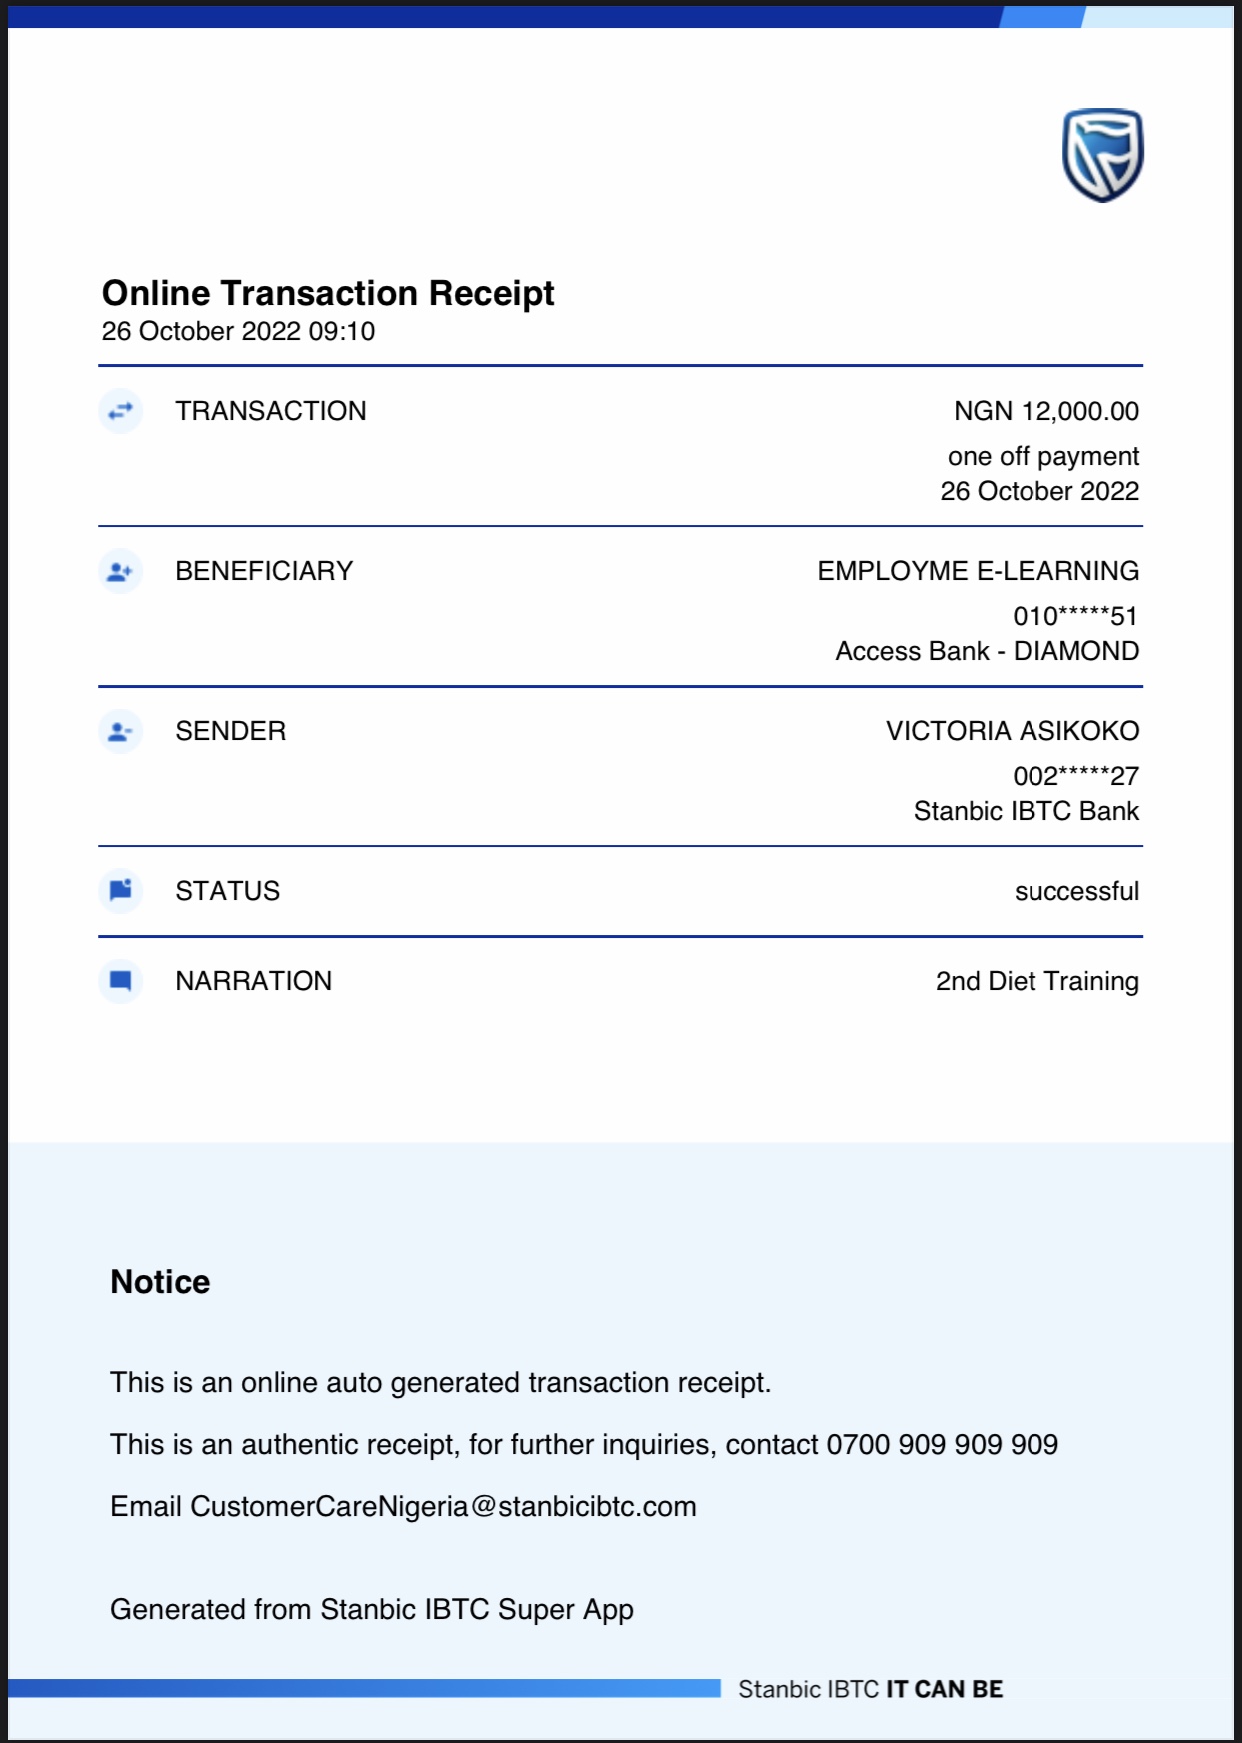 Online Transaction Receipt
26 October 2022 09:10
TRANSACTION NGN 12,000.00
one off payment
26 October 2022
BENEFICIARY EMPLOYME E-LEARNING
010*****51
Access Bank - DIAMOND
SENDER VICTORIA ASIKOKO
002*****27
Stanbic IBTC Bank
STATUS successful
NARRATION 2nd Diet Training
Notice
This is an online auto generated transaction receipt.
This is an authentic receipt, for further inquiries, contact 0700 909 909 909
Email CustomerCareNigeria@stanbicibtc.com
Generated from Stanbic IBTC Super App
Stanbic IBTC IT CAN BE